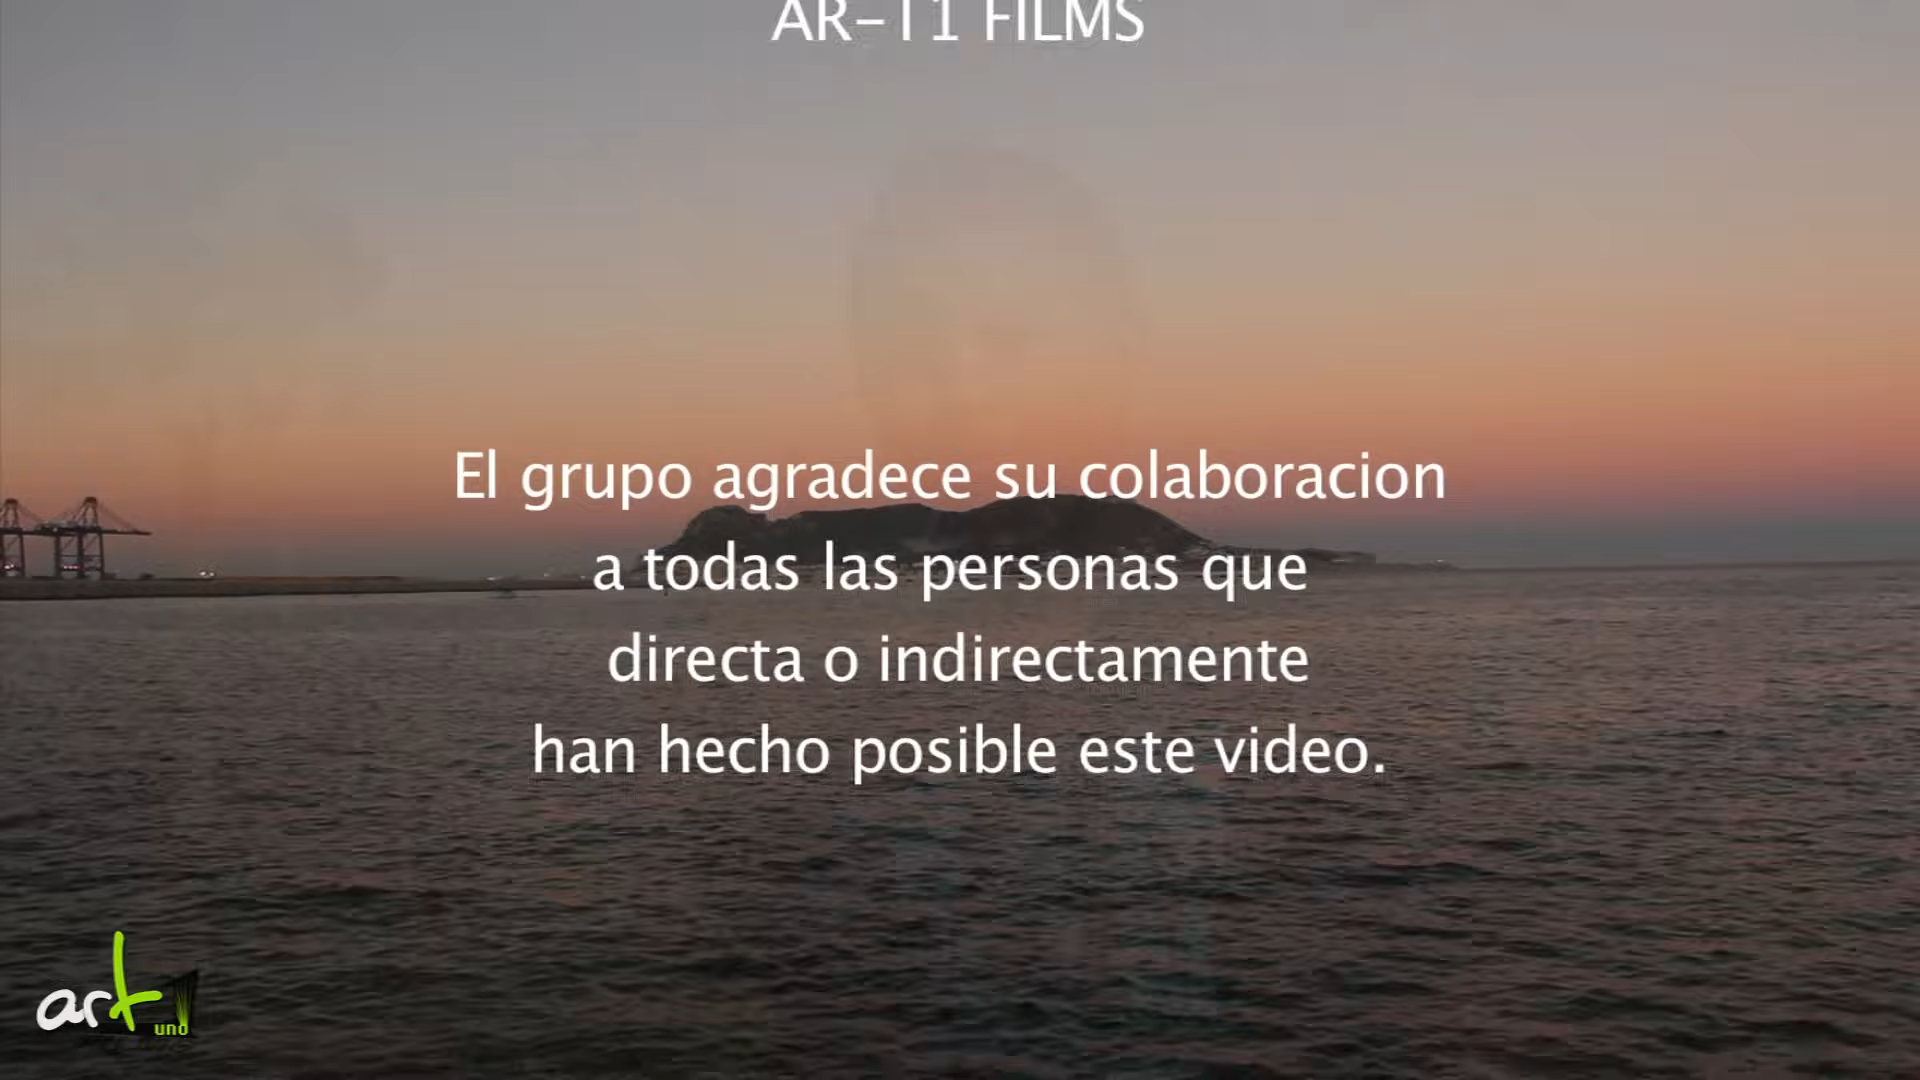 AR-T1 FILMS
El grupo agradece su colaboracion
a todas las personas que
directa o indirectamente
han hecho posible este video.
art
uno